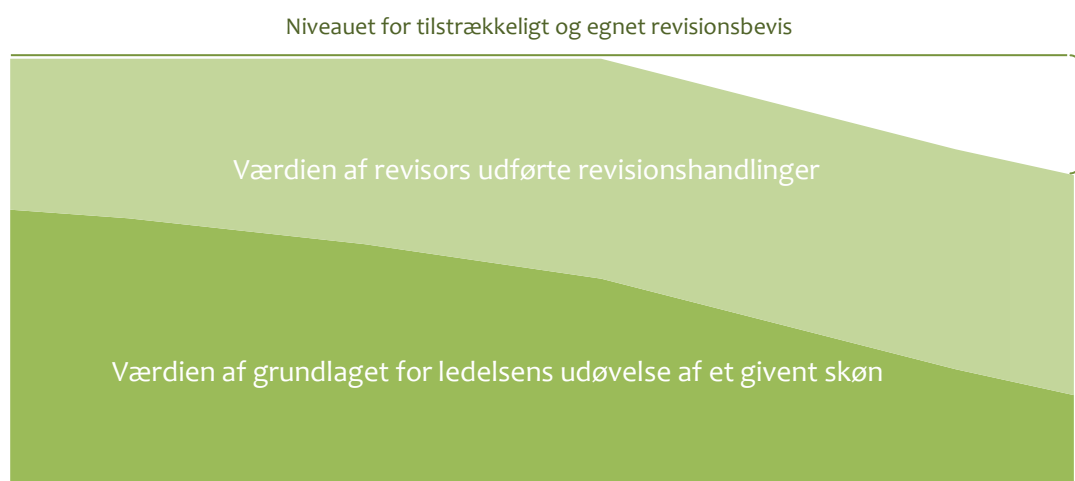 Niveauet for tilstrækkeligt og egnet revisionsbevis
Værdien af revisors udførte revisionshandlinger
Værdien af grundlaget for ledelsens udøvelse af et givent skøn